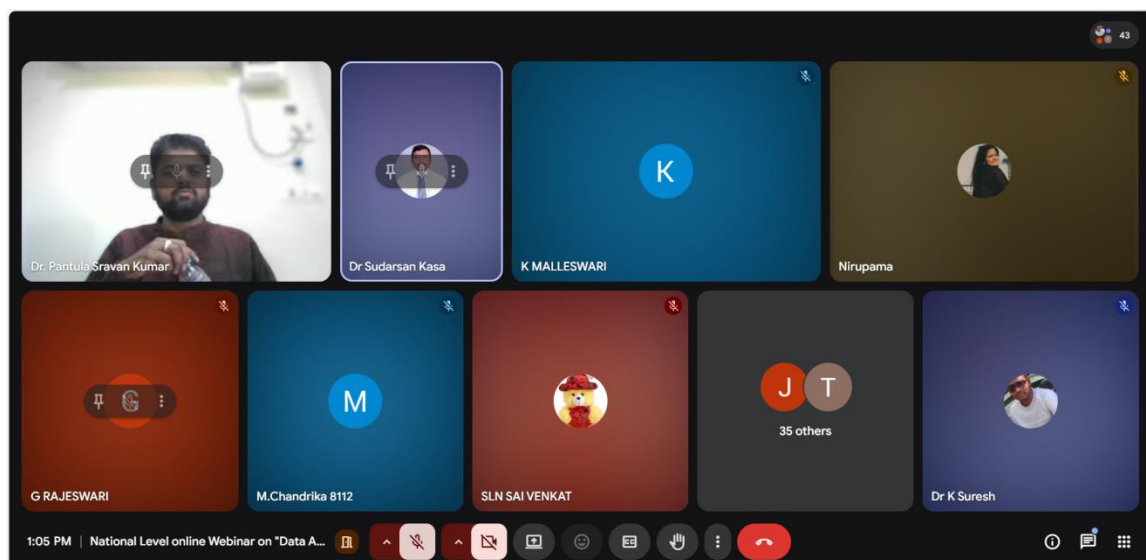 43
Dr. Pantula Sravan Kumar
Dr Sudarsan Kasa
K
K MALLESWARI
Nirupama
G
G RAJESWARI
M
M.Chandrika 8112
SLN SAI VENKAT
J T
35 others
Dr K Suresh
1:05 PM | National Level online Webinar on "Data A...